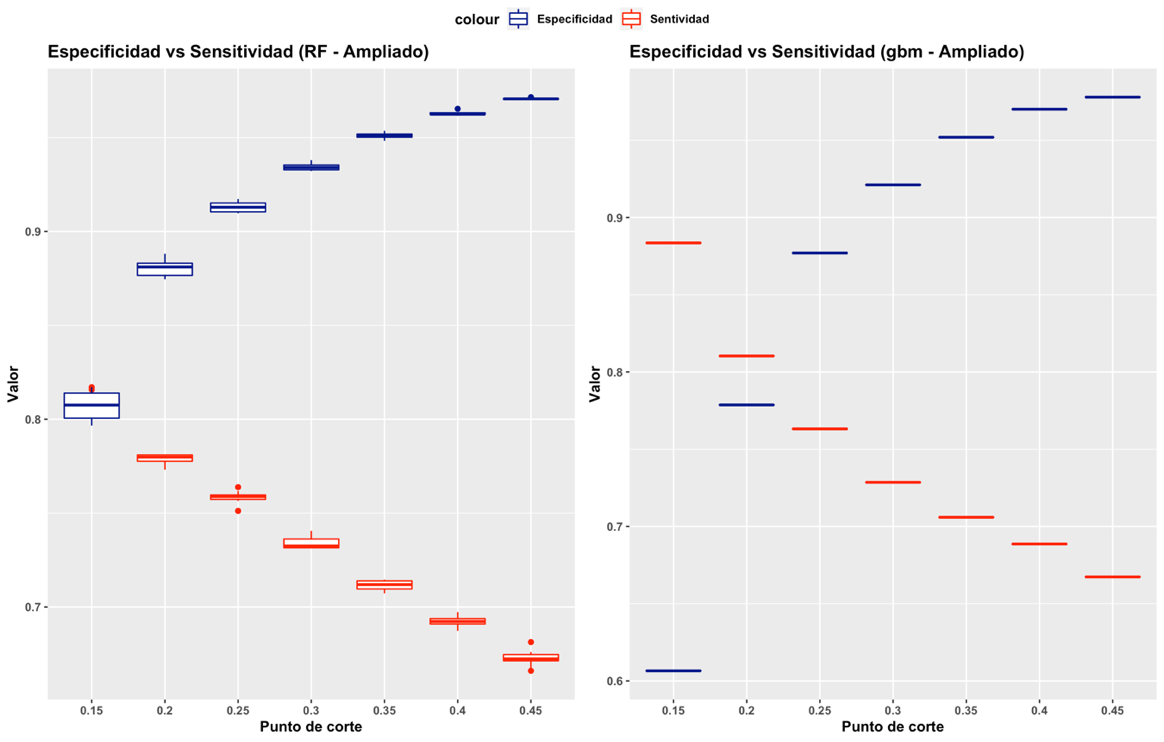 colour Especificidad Sentividad
Especificidad vs Sensitividad (RF - Ampliado)
Valor
0.9
0.8
0.7
0.15 0.2 0.25 0.3 0.35 0.4 0.45
Punto de corte
Especificidad vs Sensitividad (gbm - Ampliado)
Valor
0.9
0.8
0.7
0.6
0.15 0.2 0.25 0.3 0.35 0.4 0.45
Punto de corte